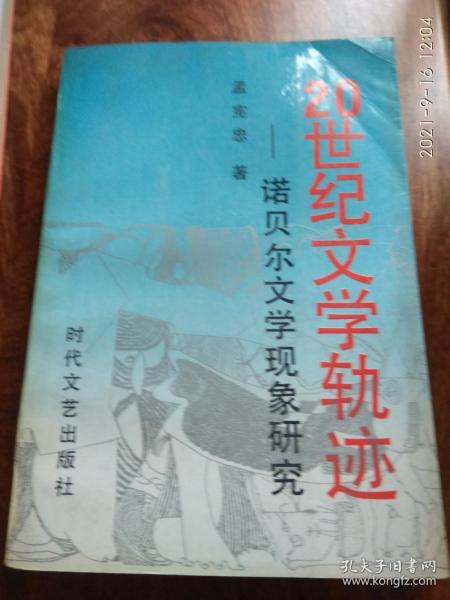 20世纪文学轨迹
——诺贝尔文学现象研究
孟宪忠 著
时代文艺出版社
2021-9-16 12:04
孔夫子旧书网
www.kongfz.com